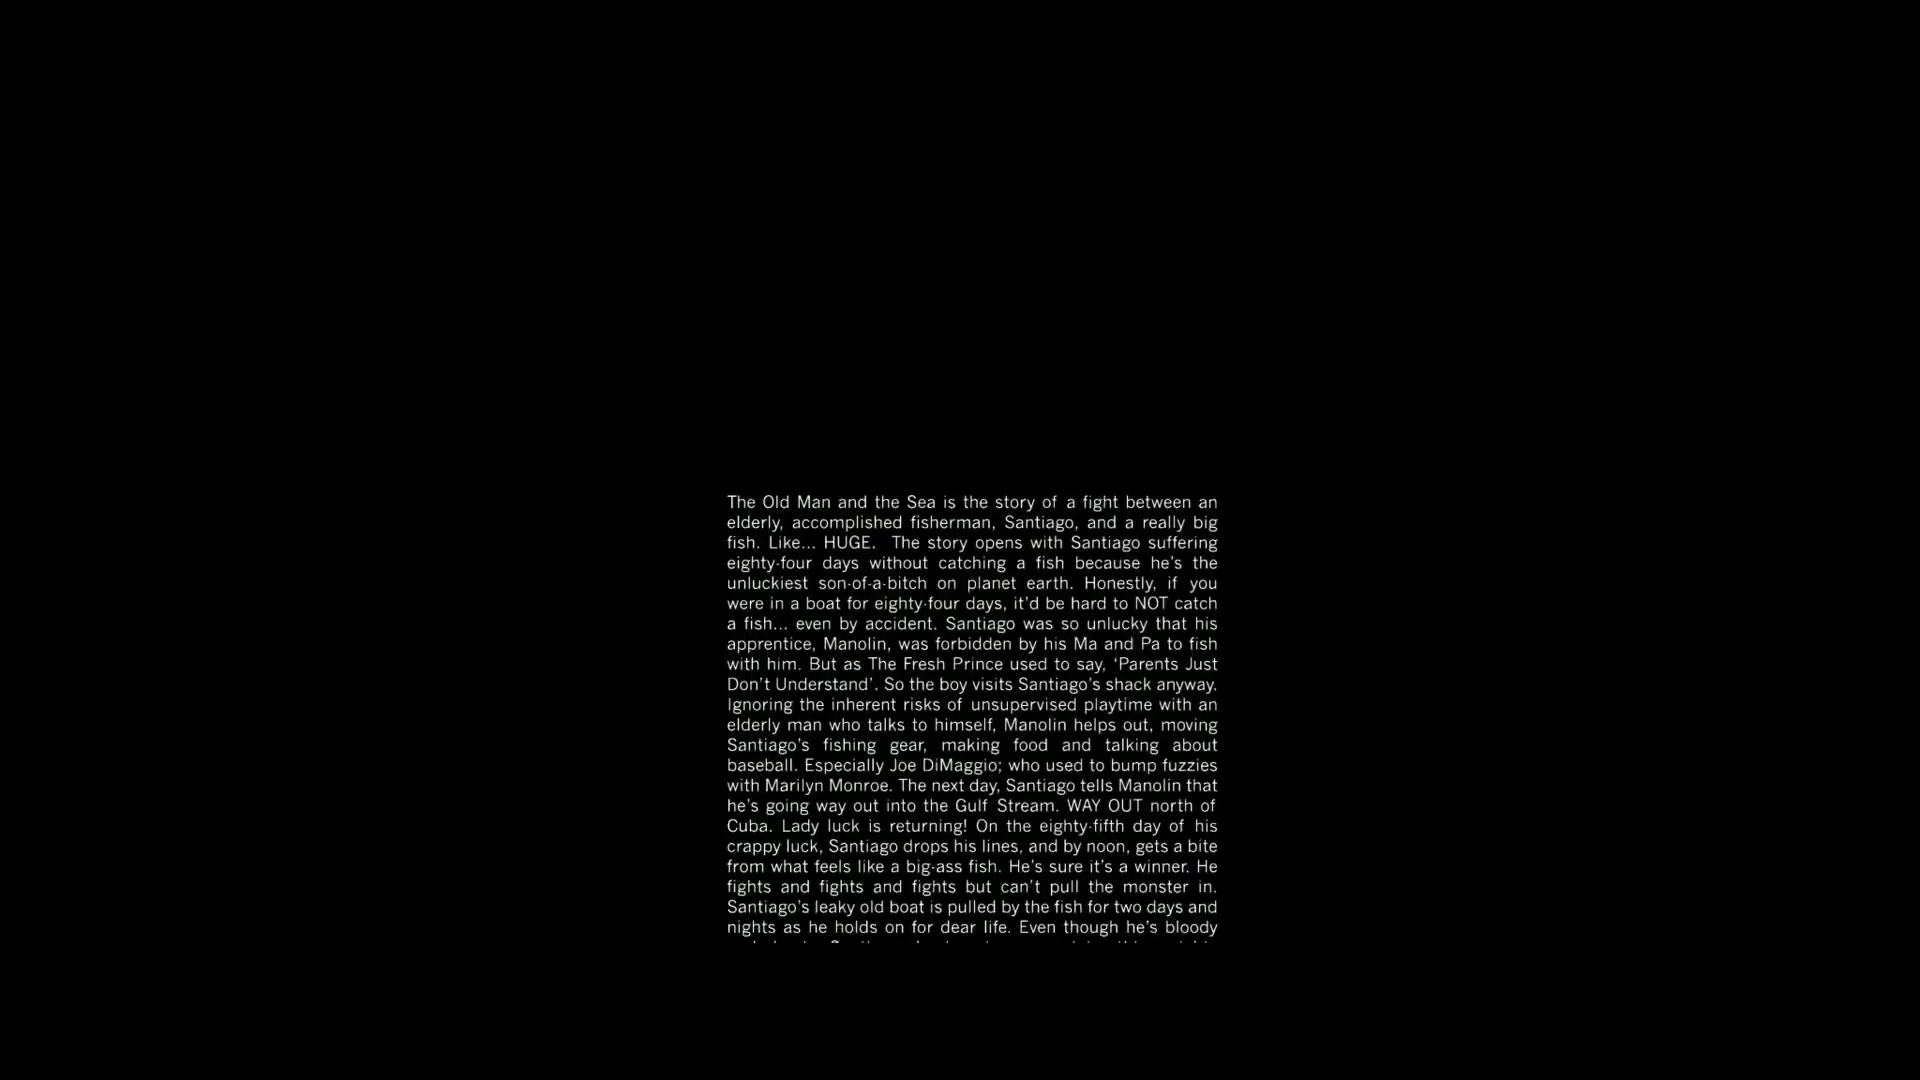 The Old Man and the Sea is the story of a fight between an
elderly, accomplished fisherman, Santiago, and a really big
fish. Like... HUGE.  The story opens with Santiago suffering
eighty-four days without catching a fish because he's the
unluckiest son-of-a-bitch on planet earth. Honestly, if you
were in a boat for eighty-four days, it'd be hard to NOT catch
a fish... even by accident. Santiago was so unlucky that his
apprentice, Manolin, was forbidden by his Ma and Pa to fish
with him. But as The Fresh Prince used to say, ‘Parents Just
Don’t Understand’. So the boy visits Santiago’s shack anyway.
Ignoring the inherent risks of unsupervised playtime with an
elderly man who talks to himself, Manolin helps out, moving
Santiago’s fishing gear, making food and talking about
baseball. Especially Joe DiMaggio; who used to bump fuzzies
with Marilyn Monroe. The next day, Santiago tells Manolin that
he’s going way out into the Gulf Stream. WAY OUT north of
Cuba. Lady luck is returning! On the eighty-fifth day of his
crappy luck, Santiago drops his lines, and by noon, gets a bite
from what feels like a big-ass fish. He’s sure it’s a winner. He
fights and fights and fights but can’t pull the monster in.
Santiago’s leaky old boat is pulled by the fish for two days and
nights as he holds on for dear life. Even though he’s bloody